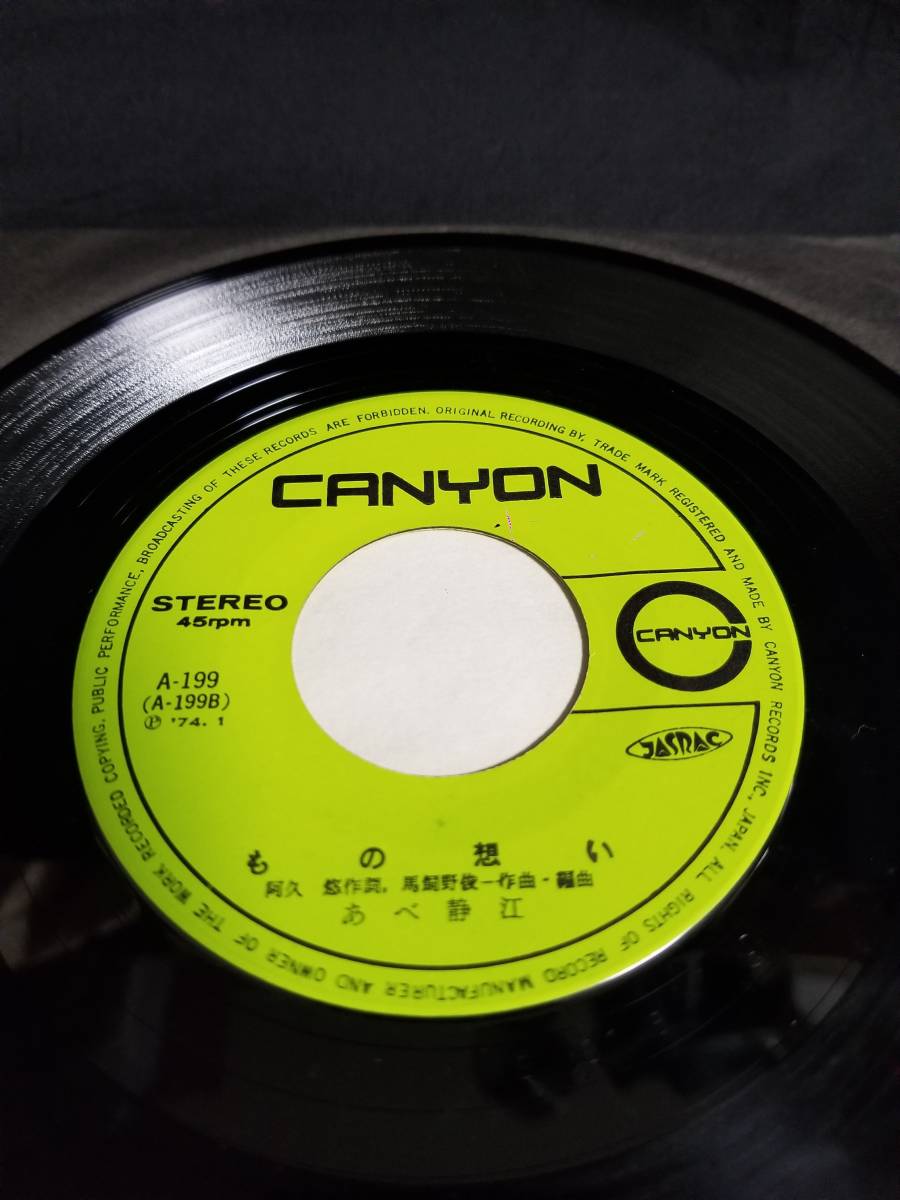 CANYON
STEREO
45rpm
A-199
(A-199B)
Ⓟ '74. 1
CANYON
JASRAC
もの想い
阿久 悠作詞, 馬飼野俊一作曲・編曲
あべ静江
ALL RIGHTS OF RECORD MANUFACTURER AND OWNER OF THE WORK RECORDED COPYING, PUBLIC PERFORMANCE, BROADCASTING OF THESE RECORDS ARE FORBIDDEN. ORIGINAL RECORDING BY, TRADE MARK REGISTERED AND MADE BY CANYON RECORDS INC, JAPAN.